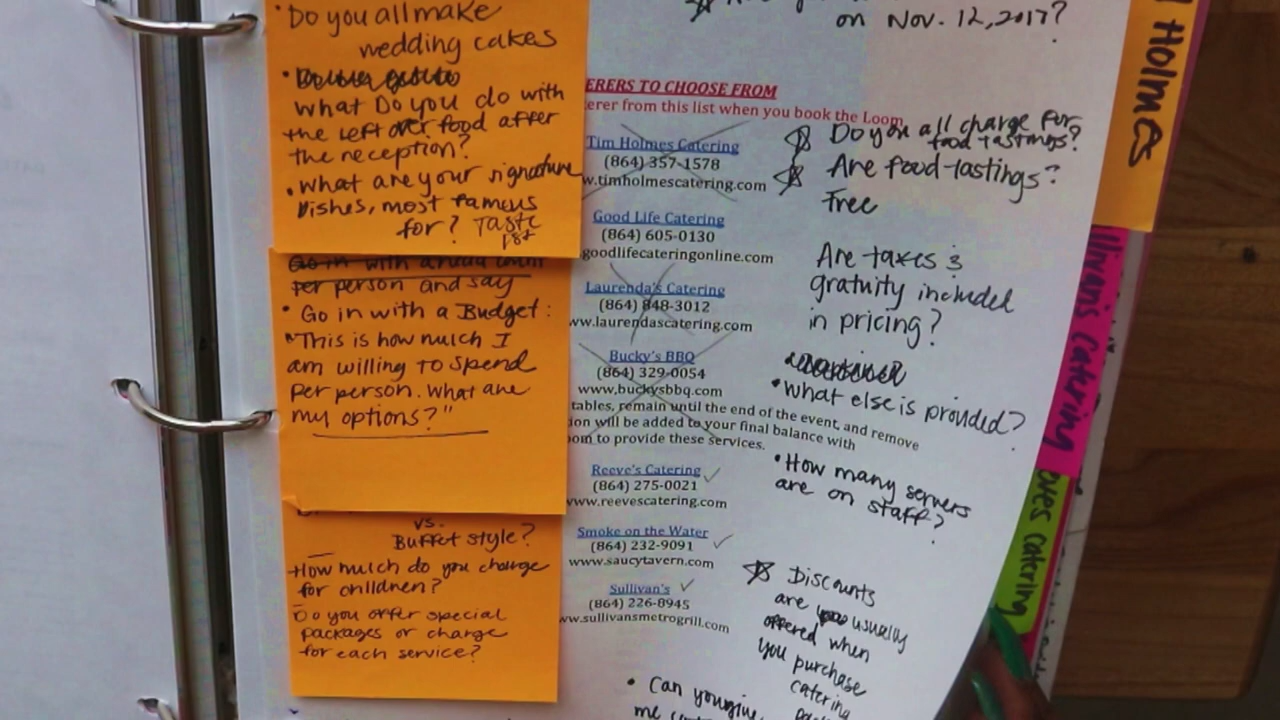 • Do you all make
wedding cakes
•
what Do you do with
the left over food after
the reception?
• What are your signature
Dishes, most famous
for? Taste
1st
Go in with
per person and say
• Go in with a Budget:
"This is how much I
am willing to spend
per person. What are
my options?"
vs.
Buffet style?
– How much do you charge
for children?
– Do you offer special
packages or charge
for each service?
on Nov. 12, 2017?
ERERS TO CHOOSE FROM
erer from this list when you book the Loom
Tim Holmes Catering
(864) 357-1578
w.timholmescatering.com
Good Life Catering
(864) 605-0130
goodlifecateringonline.com
Laurenda's Catering
(864) 848-3012
ww.laurendascatering.com
Bucky's BBQ
(864) 329-0054
www.buckysbbq.com
tables, remain until the end of the event, and remove
ion will be added to your final balance with
oom to provide these services.
Reeve's Catering ✓
(864) 275-0021
www.reevescatering.com
Smoke on the Water
(864) 232-9091 ✓
www.saucytavern.com
Sullivan's ✓
(864) 226-8945
ww.sullivansmetrogrill.com
Do you all charge for
food tastings?
Are food tastings?
Free
Are taxes &
gratuity included
in pricing?
• What else is provided?
• How many servers
are on staff?
Discounts
are usually
offered when
you purchase
catering
• Can you give
me
Holmes
llivan's Catering
eves Catering